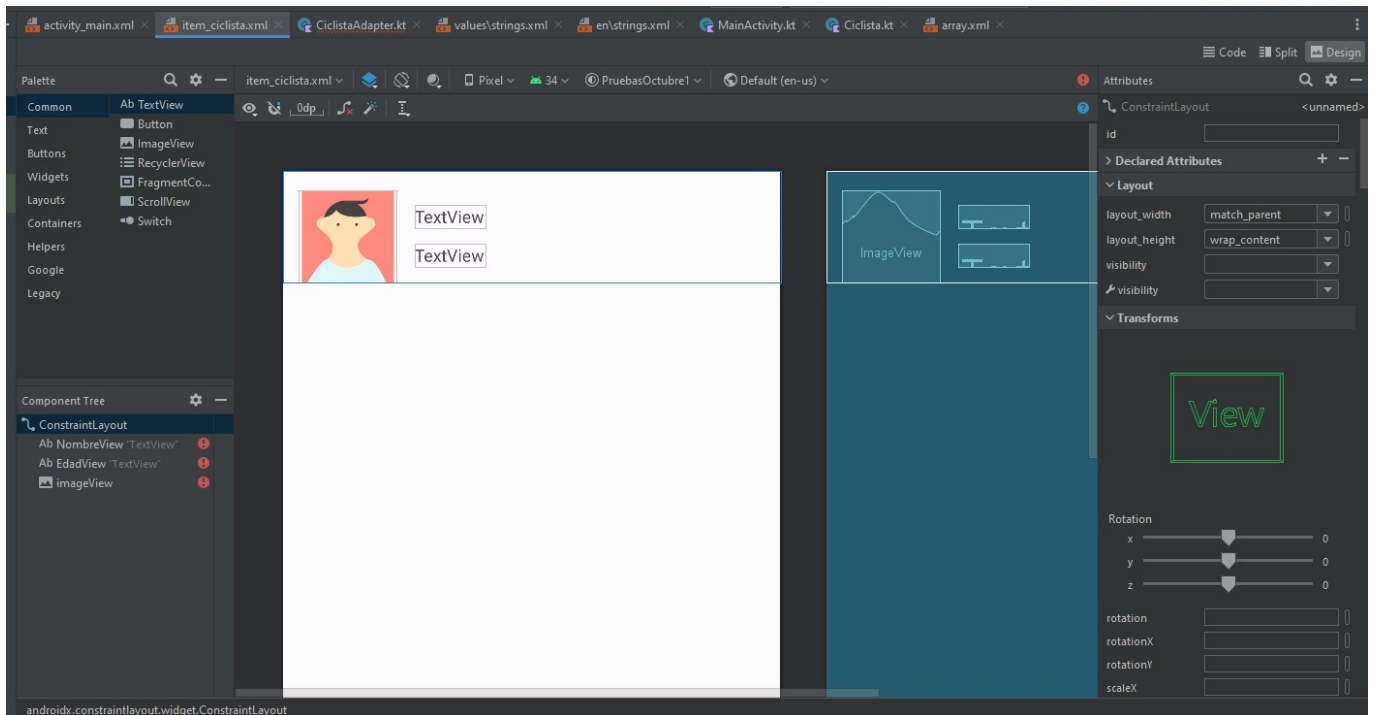 activity_main.xml item_ciclista.xml CiclistaAdapter.kt values\strings.xml en\strings.xml MainActivity.kt Ciclista.kt array.xml
Code Split Design
Palette
Common
Text
Buttons
Widgets
Layouts
Containers
Helpers
Google
Legacy
Ab TextView
Button
ImageView
RecyclerView
FragmentCo...
ScrollView
Switch
item_ciclista.xml Pixel 34 PruebasOctubre1 Default (en-us)
0dp
TextView
TextView
ImageView
Component Tree
ConstraintLayout
Ab NombreView "TextView"
Ab EdadView "TextView"
imageView
Attributes
ConstraintLayout <unnamed>
id
Declared Attributes
Layout
layout_width match_parent
layout_height wrap_content
visibility
visibility
Transforms
View
Rotation
x 0
y 0
z 0
rotation
rotationX
rotationY
scaleX
androidx.constraintlayout.widget.ConstraintLayout